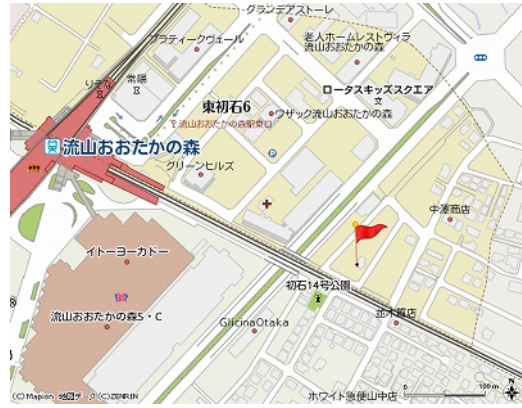 グランデアストーレ
プラティークヴェール
老人ホームレストヴィラ
流山おおたかの森
りそな
常陽
ロータスキッズスクエア
東初石6
ウザック流山おおたかの森
流山おおたかの森駅東口
流山おおたかの森
グリーンヒルズ
中澤商店
イトーヨーカドー
初石14号公園
流山おおたかの森S・C
GlicinaOtaka
並木質店
N
0 100m
(C)Mapion 地図データ(C)ZENRIN
ホワイト急便山中店